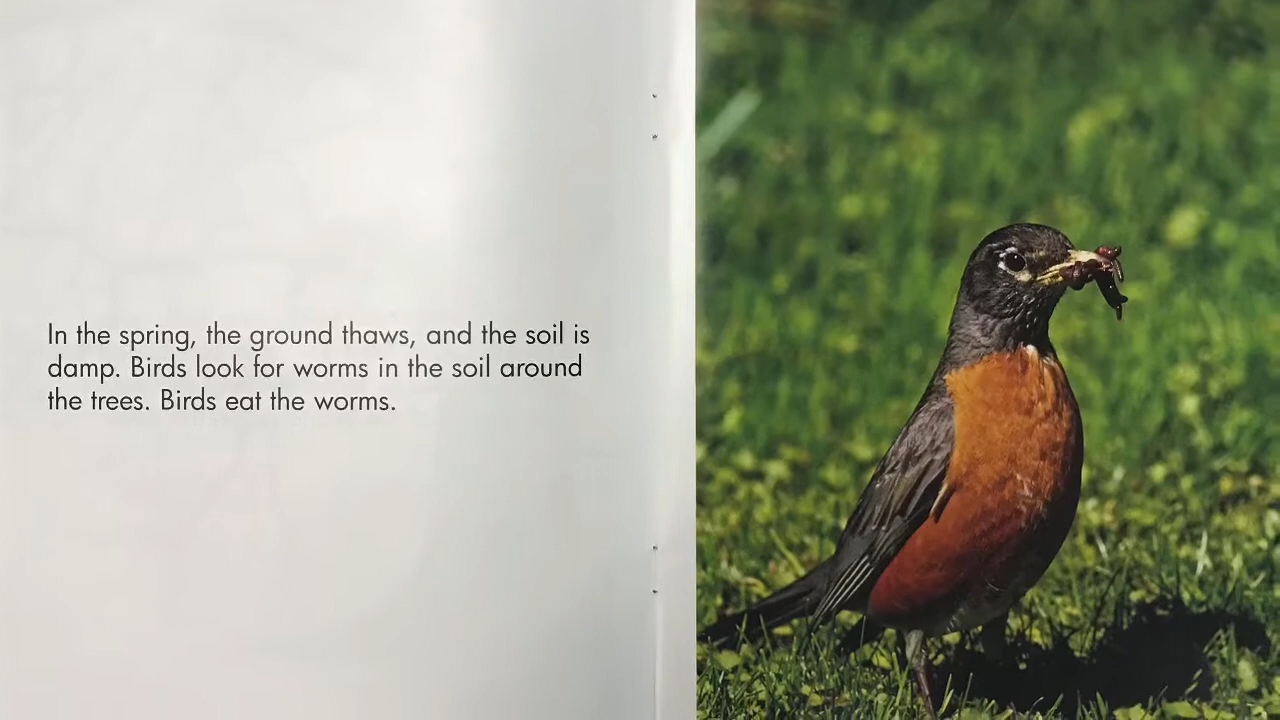 In the spring, the ground thaws, and the soil is
damp. Birds look for worms in the soil around
the trees. Birds eat the worms.